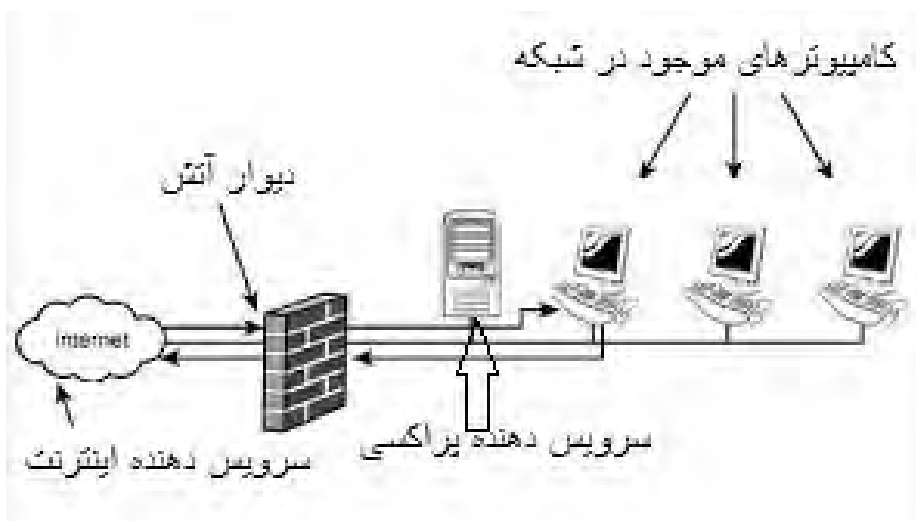 کامپیوترهای موجود در شبکه
دیوار آتش
Internet
سرویس دهنده پراکسی
سرویس دهنده اینترنت